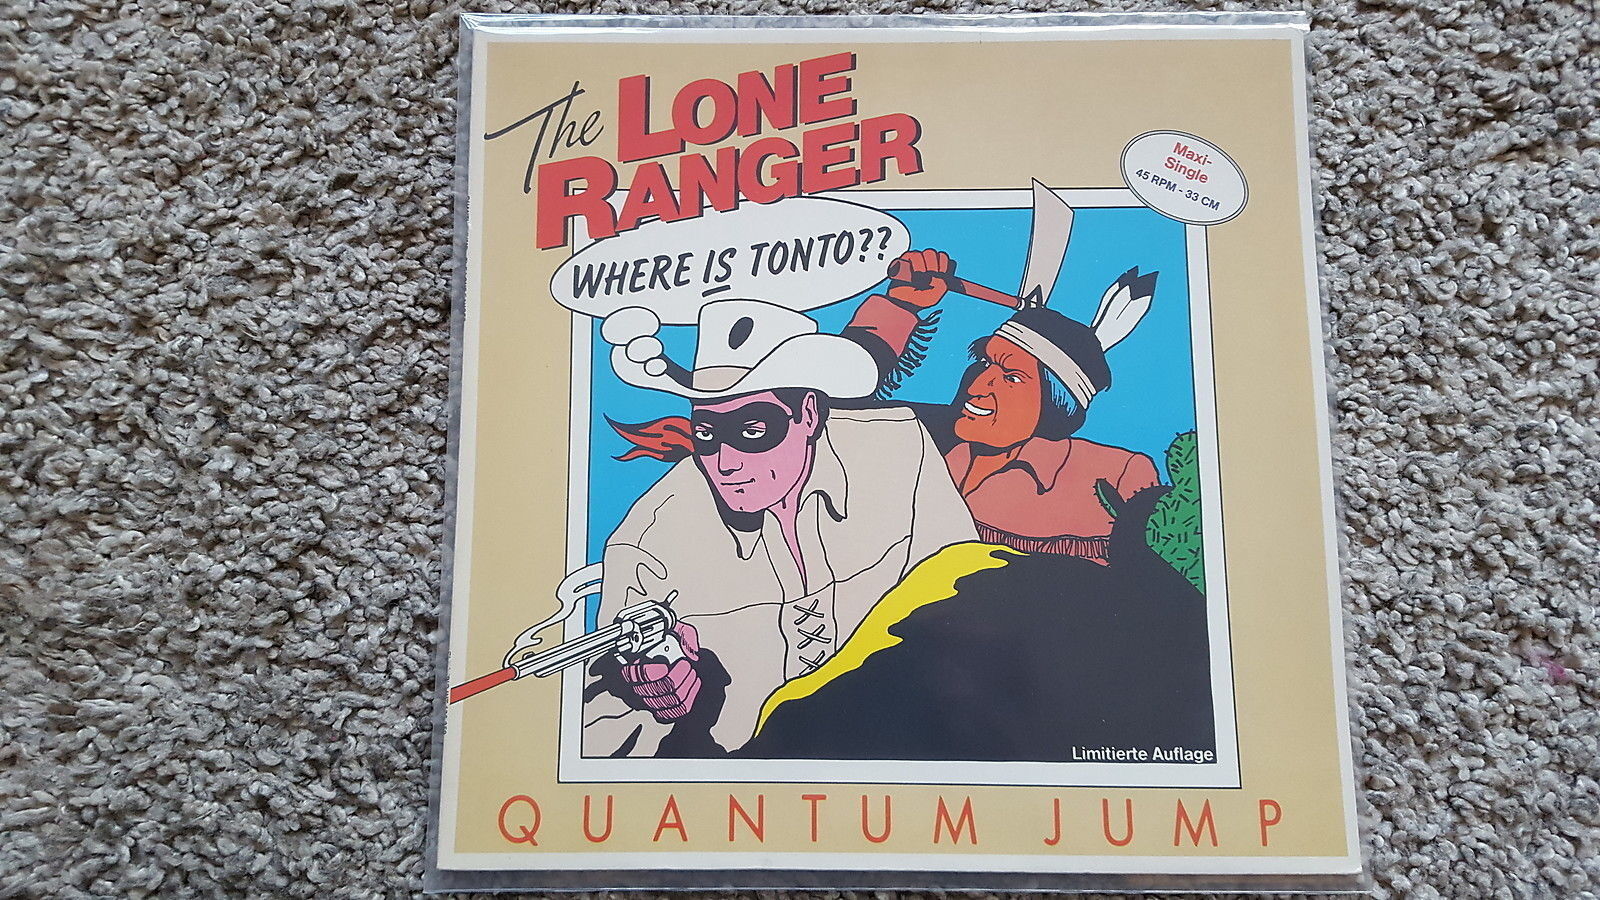 The LONE
RANGER
Maxi-
Single
45 RPM - 33 CM
WHERE IS TONTO??
Limitierte Auflage
QUANTUM JUMP